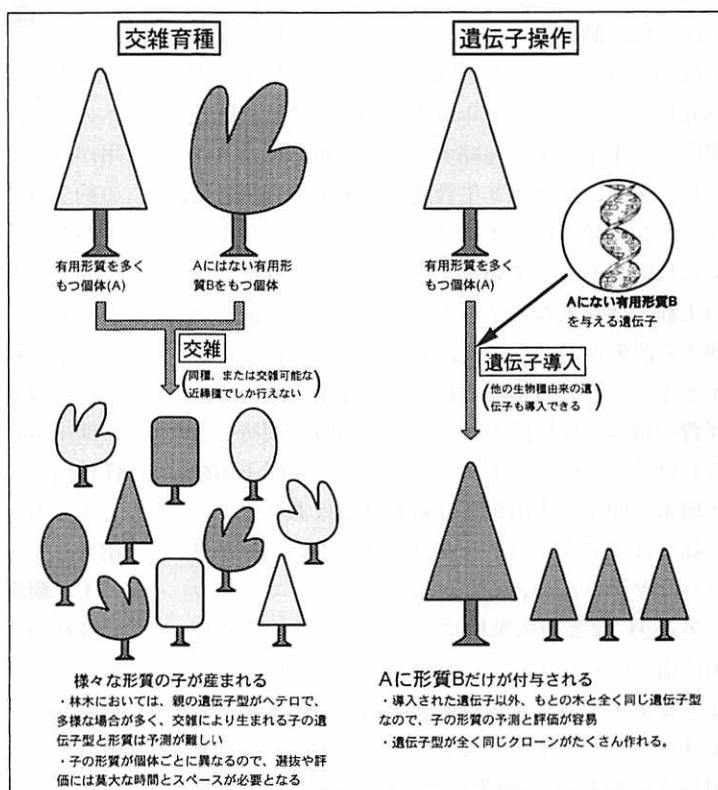 交雑育種
有用形質を多く
もつ個体(A)
Aにはない有用形
質Bをもつ個体
交雑
(同種、または交雑可能な
近縁種でしか行えない)
様々な形質の子が産まれる
・林木においては、親の遺伝子型がヘテロで、
多様な場合が多く、交雑により生まれる子の遺
伝子型と形質は予測が難しい
・子の形質が個体ごとに異なるので、選抜や評
価には莫大な時間とスペースが必要となる
遺伝子操作
有用形質を多く
もつ個体(A)
Aにない有用形質B
を与える遺伝子
遺伝子導入
(他の生物種由来の遺
伝子も導入できる)
Aに形質Bだけが付与される
・導入された遺伝子以外、もとの木と全く同じ遺伝子型
なので、子の形質の予測と評価が容易
・遺伝子型が全く同じクローンがたくさん作れる。